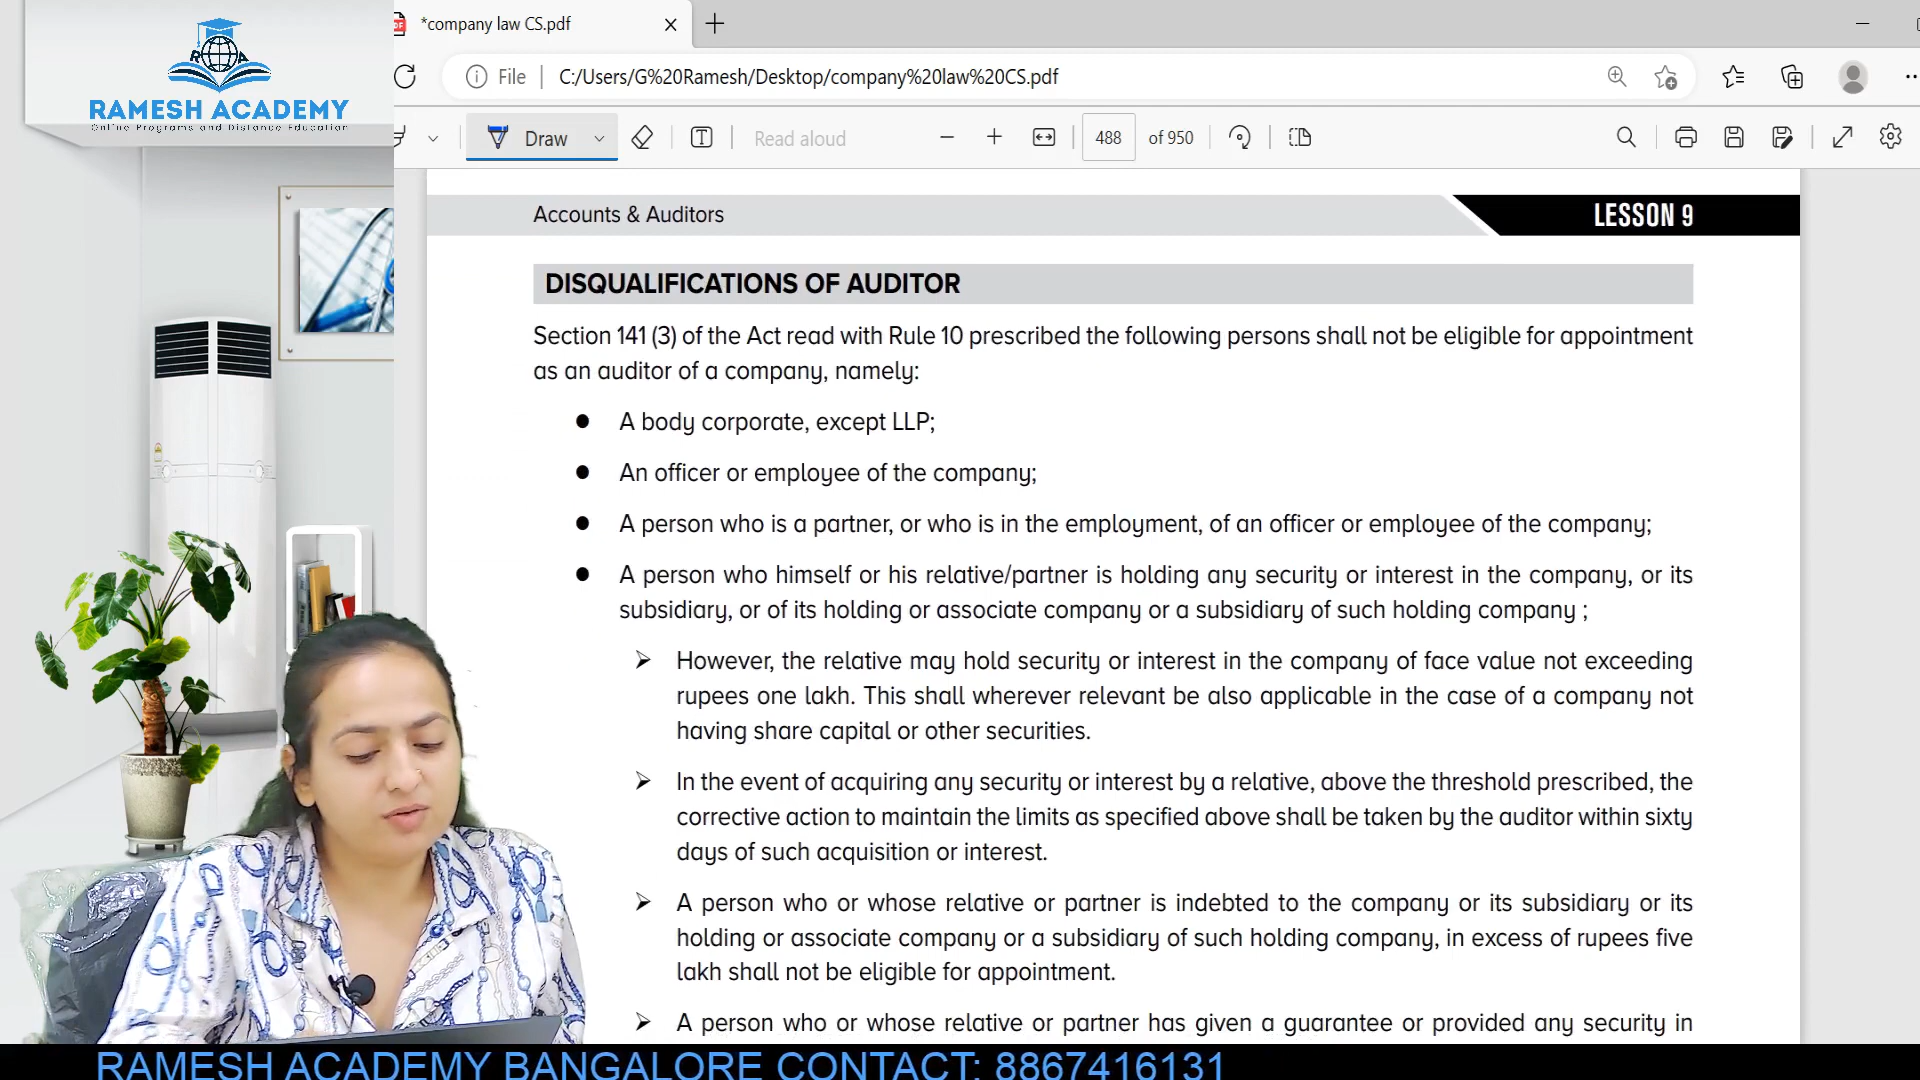 RAMESH ACADEMY
Online Programs and Distance Education
*company law CS.pdf
File
C:/Users/G%20Ramesh/Desktop/company%20law%20CS.pdf
Draw
Read aloud
488
of 950
Accounts & Auditors
LESSON 9
DISQUALIFICATIONS OF AUDITOR
Section 141 (3) of the Act read with Rule 10 prescribed the following persons shall not be eligible for appointment
as an auditor of a company, namely:
● A body corporate, except LLP;
● An officer or employee of the company;
● A person who is a partner, or who is in the employment, of an officer or employee of the company;
● A person who himself or his relative/partner is holding any security or interest in the company, or its
subsidiary, or of its holding or associate company or a subsidiary of such holding company ;
➢ However, the relative may hold security or interest in the company of face value not exceeding
rupees one lakh. This shall wherever relevant be also applicable in the case of a company not
having share capital or other securities.
➢ In the event of acquiring any security or interest by a relative, above the threshold prescribed, the
corrective action to maintain the limits as specified above shall be taken by the auditor within sixty
days of such acquisition or interest.
➢ A person who or whose relative or partner is indebted to the company or its subsidiary or its
holding or associate company or a subsidiary of such holding company, in excess of rupees five
lakh shall not be eligible for appointment.
➢ A person who or whose relative or partner has given a guarantee or provided any security in
RAMESH ACADEMY BANGALORE CONTACT: 8867416131